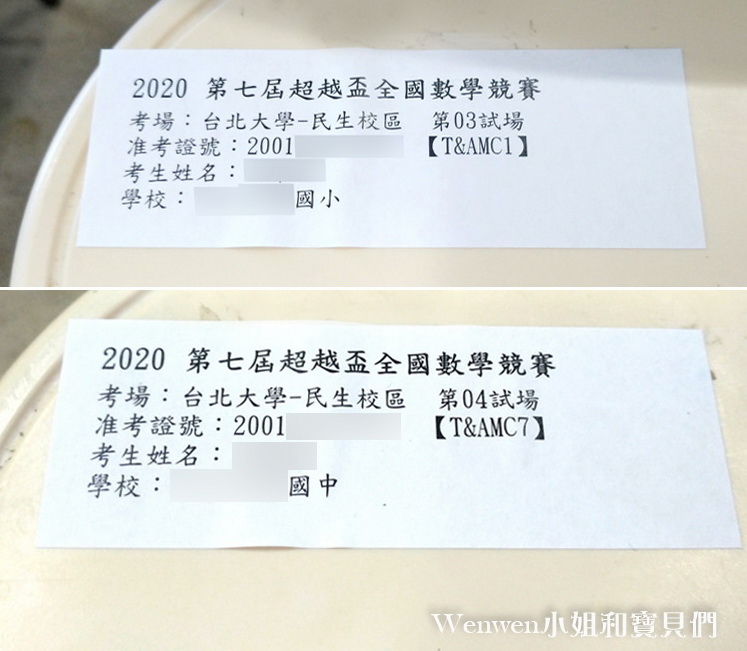 2020 第七屆超越盃全國數學競賽
考場：台北大學-民生校區 第03試場
准考證號：2001 【T&AMC1】
考生姓名：
學校： 國小
2020 第七屆超越盃全國數學競賽
考場：台北大學-民生校區 第04試場
准考證號：2001 【T&AMC7】
考生姓名：
學校： 國中
Wenwen小姐和寶貝們